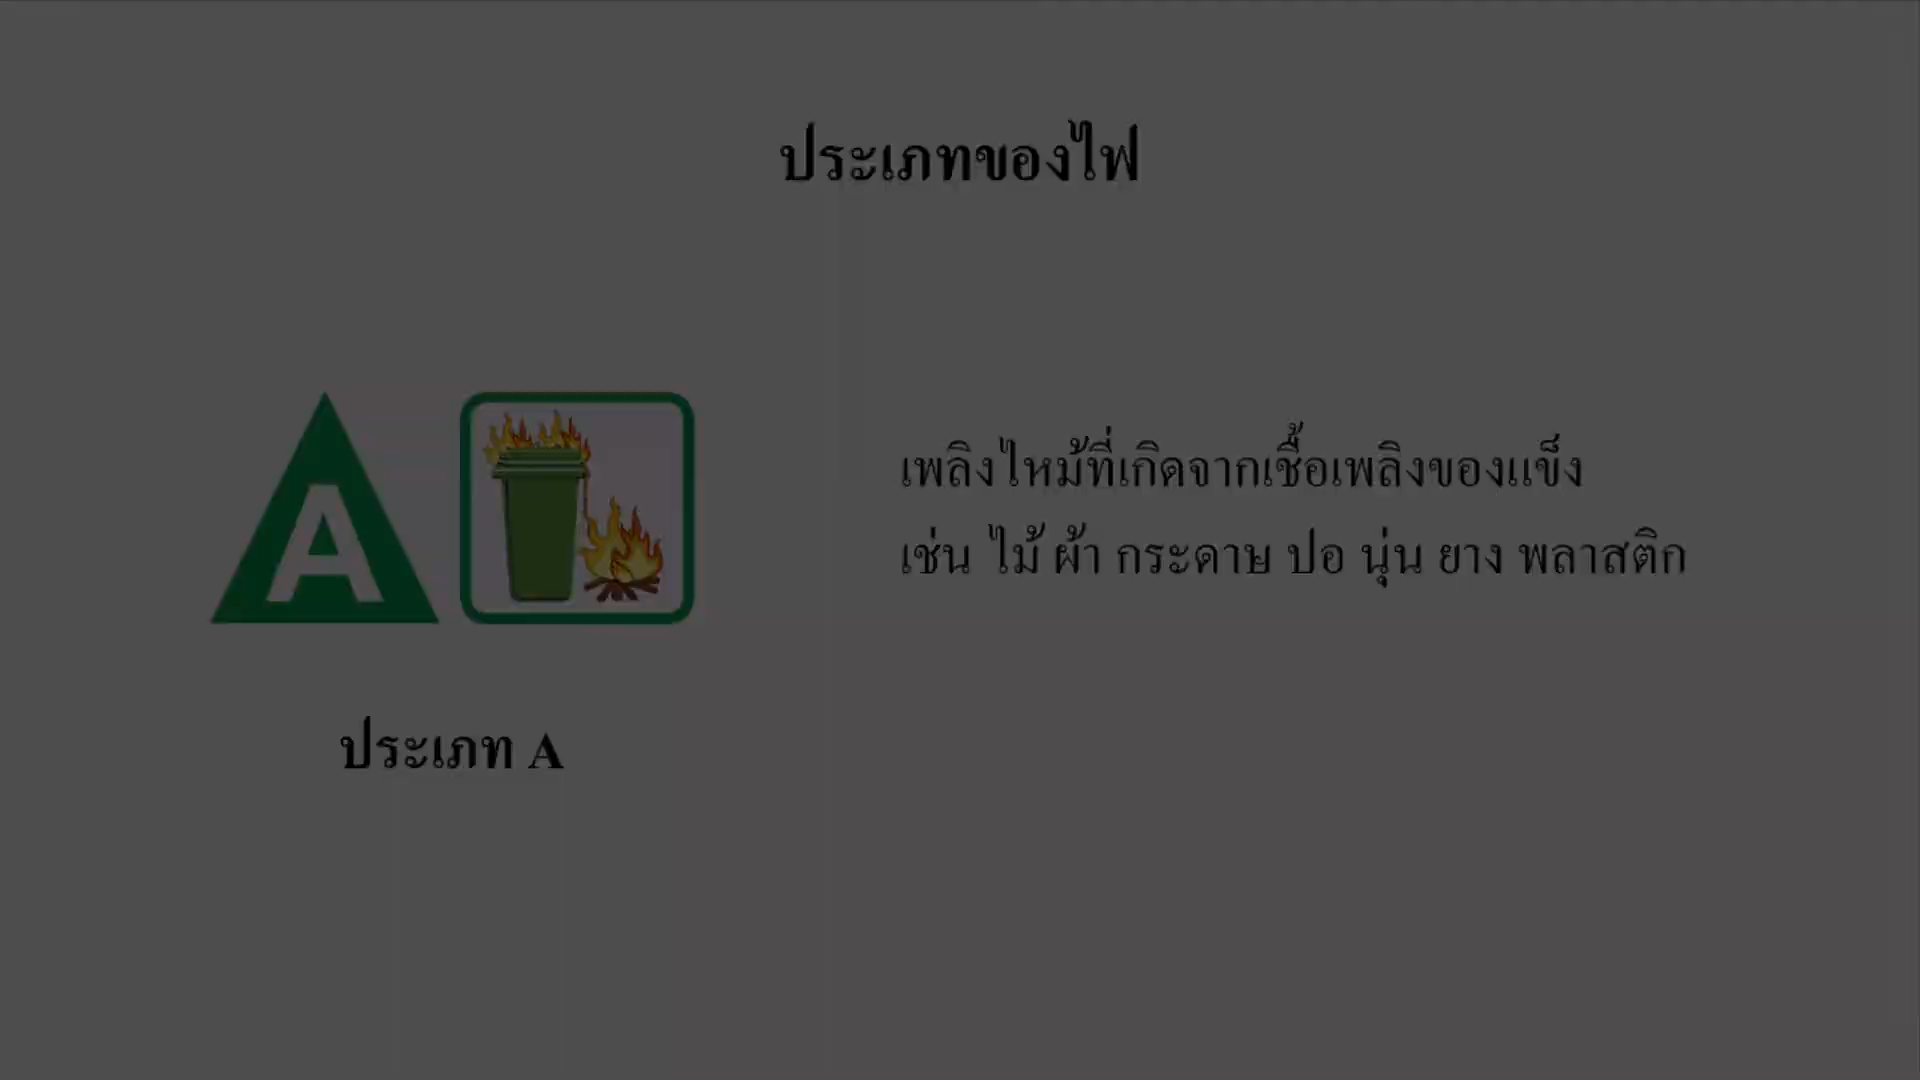 ประเภทของไฟ
A
เพลิงไหม้ที่เกิดจากเชื้อเพลิงของแข็ง
เช่น ไม้ ผ้า กระดาษ ปอ นุ่น ยาง พลาสติก
ประเภท A